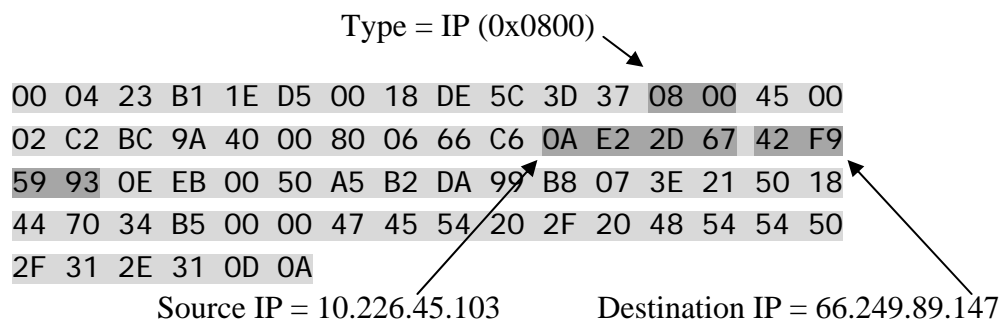 Type = IP (0x0800)
00 04 23 B1 1E D5 00 18 DE 5C 3D 37 08 00 45 00
02 C2 BC 9A 40 00 80 06 66 C6 0A E2 2D 67 42 F9
59 93 0E EB 00 50 A5 B2 DA 99 B8 07 3E 21 50 18
44 70 34 B5 00 00 47 45 54 20 2F 20 48 54 54 50
2F 31 2E 31 0D 0A
Source IP = 10.226.45.103 Destination IP = 66.249.89.147